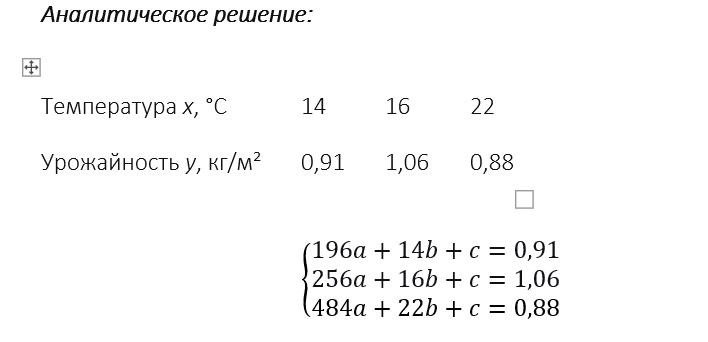 Аналитическое решение:
Температура x, °C 14 16 22
Урожайность y, кг/м² 0,91 1,06 0,88
196a + 14b + c = 0,91
256a + 16b + c = 1,06
484a + 22b + c = 0,88